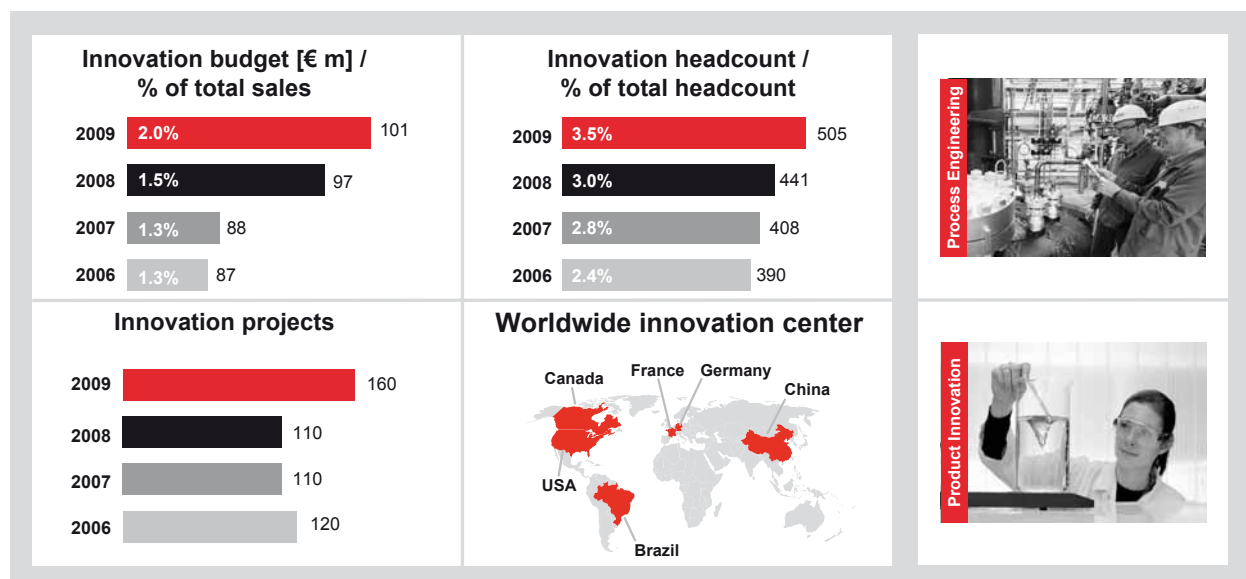 Innovation budget [€ m] /
% of total sales
2009 2.0% 101
2008 1.5% 97
2007 1.3% 88
2006 1.3% 87
Innovation headcount /
% of total headcount
2009 3.5% 505
2008 3.0% 441
2007 2.8% 408
2006 2.4% 390
Process Engineering
Innovation projects
2009 160
2008 110
2007 110
2006 120
Worldwide innovation center
Canada
France
Germany
China
USA
Brazil
Product Innovation